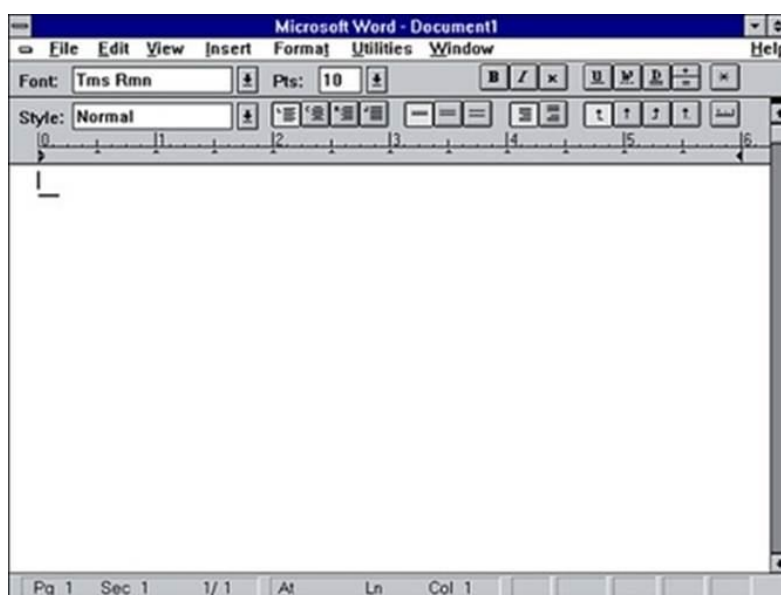 Microsoft Word - Document1
File Edit View Insert Format Utilities Window Help
Font: Tms Rmn Pts: 10 B I K U W D
Style: Normal
0 1 2 3 4 5 6
Pg 1 Sec 1 1/1 At Ln Col 1